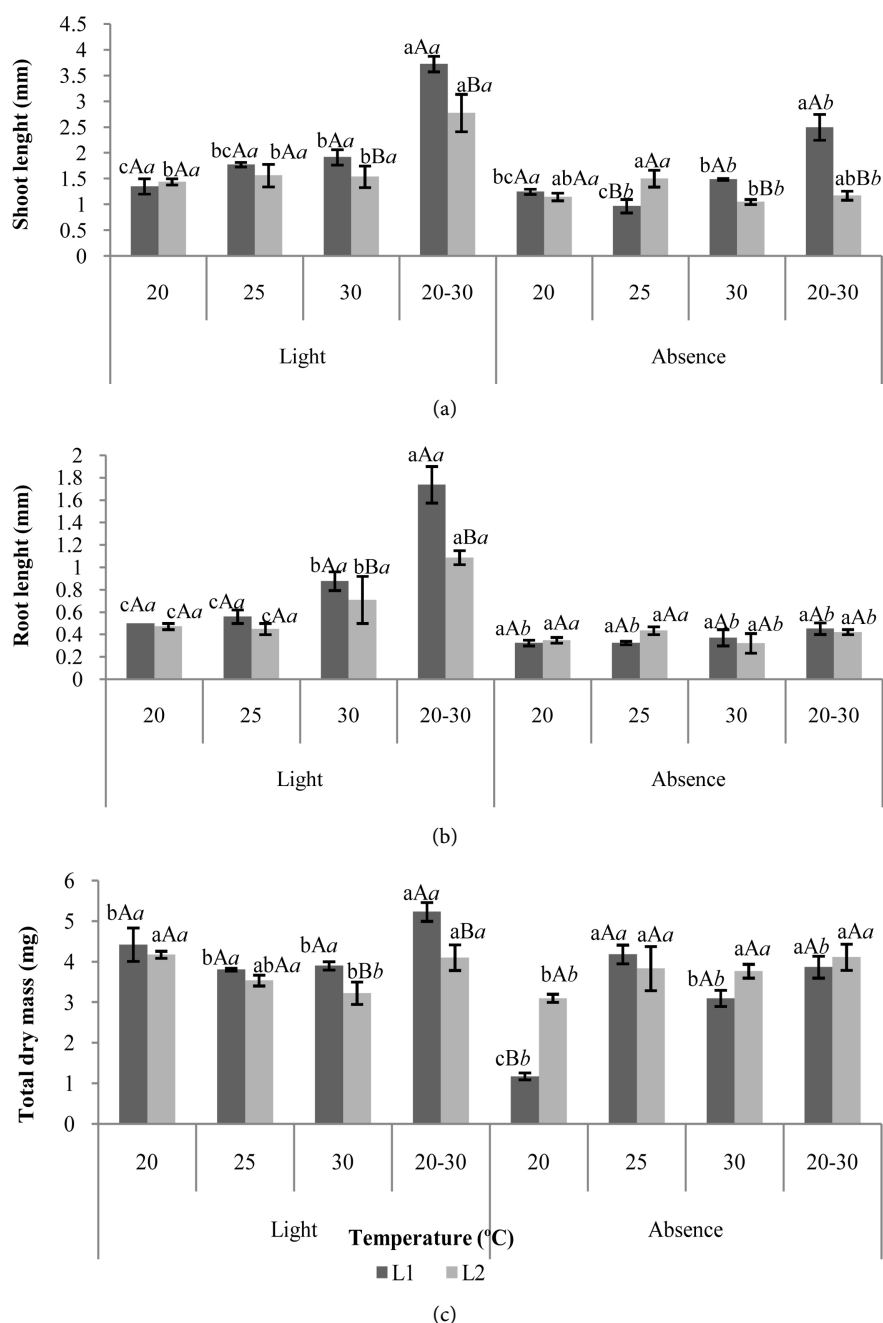 Shoot lenght (mm)
4.5
4
3.5
3
2.5
2
1.5
1
0.5
0
cAa bAa bcAa bAa bAa bBa aAa aBa bcAa abAa cBb aAa bAb bBb aAb abBb
20 25 30 20-30 20 25 30 20-30
Light Absence
(a)
Root lenght (mm)
2
1.8
1.6
1.4
1.2
1
0.8
0.6
0.4
0.2
0
cAa cAa cAa cAa bAa bBa aAa aBa aAb aAa aAb aAa aAb aAb aAb aAb
20 25 30 20-30 20 25 30 20-30
Light Absence
(b)
Total dry mass (mg)
6
5
4
3
2
1
0
bAa aAa bAa abAa bAa bBb aAa aBa cBb bAb aAa aAa bAb aAa aAb aAa
20 25 30 20-30 20 25 30 20-30
Light Absence
Temperature (ºC)
L1 L2
(c)